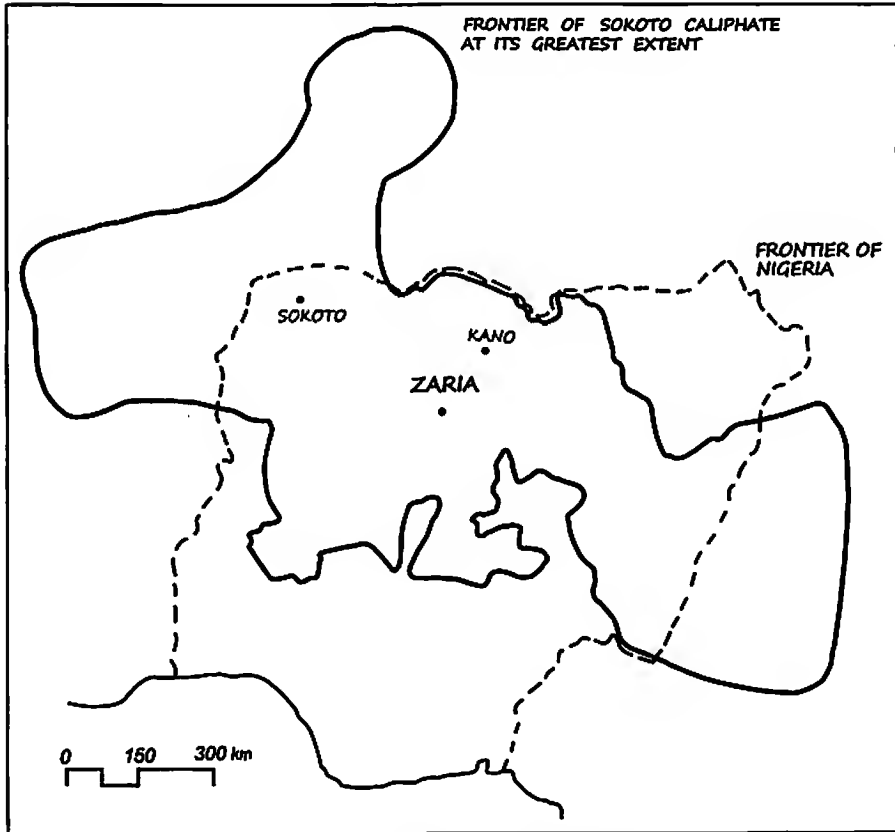 FRONTIER OF SOKOTO CALIPHATE
AT ITS GREATEST EXTENT
FRONTIER OF
NIGERIA
SOKOTO
KANO
ZARIA
0 150 300 km